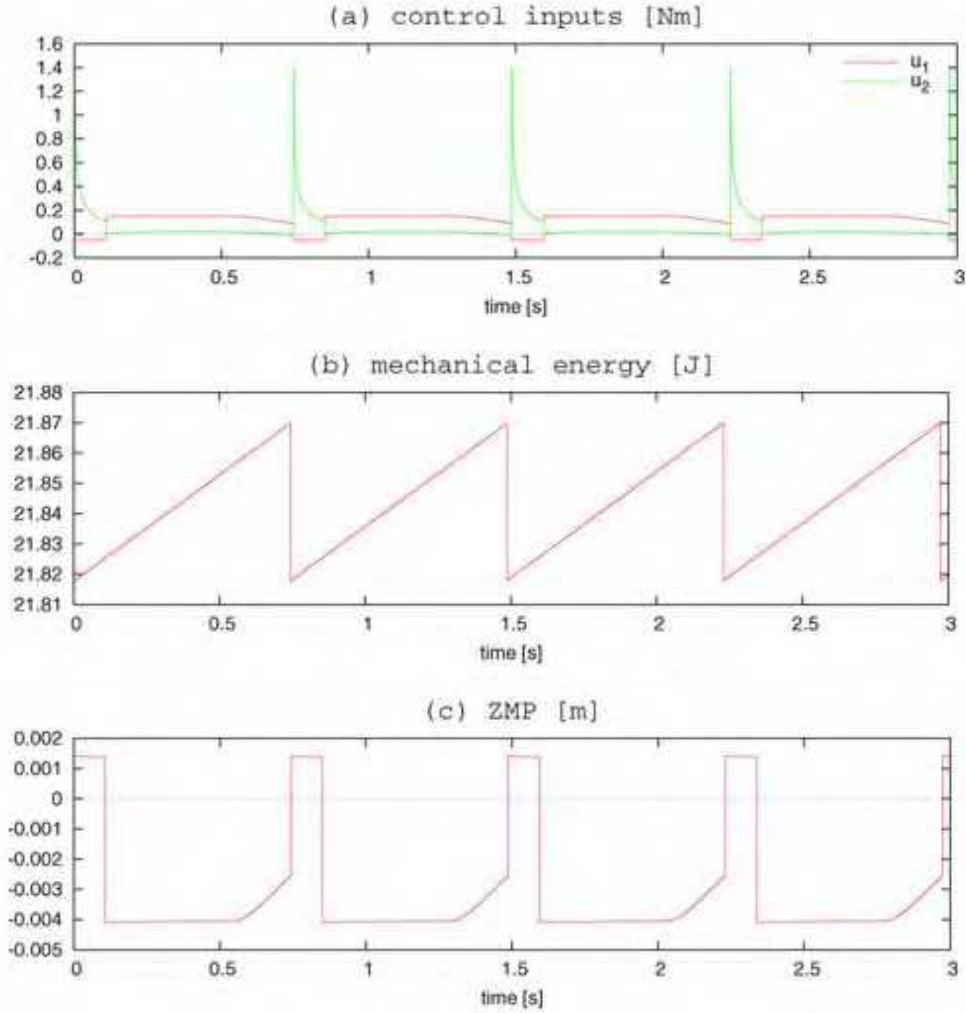 (a) control inputs [Nm]
1.6
1.4
1.2
1
0.8
0.6
0.4
0.2
0
-0.2
u1
u2
0 0.5 1 1.5 2 2.5 3
time [s]
(b) mechanical energy [J]
21.88
21.87
21.86
21.85
21.84
21.83
21.82
21.81
0 0.5 1 1.5 2 2.5 3
time [s]
(c) ZMP [m]
0.002
0.001
0
-0.001
-0.002
-0.003
-0.004
-0.005
0 0.5 1 1.5 2 2.5 3
time [s]